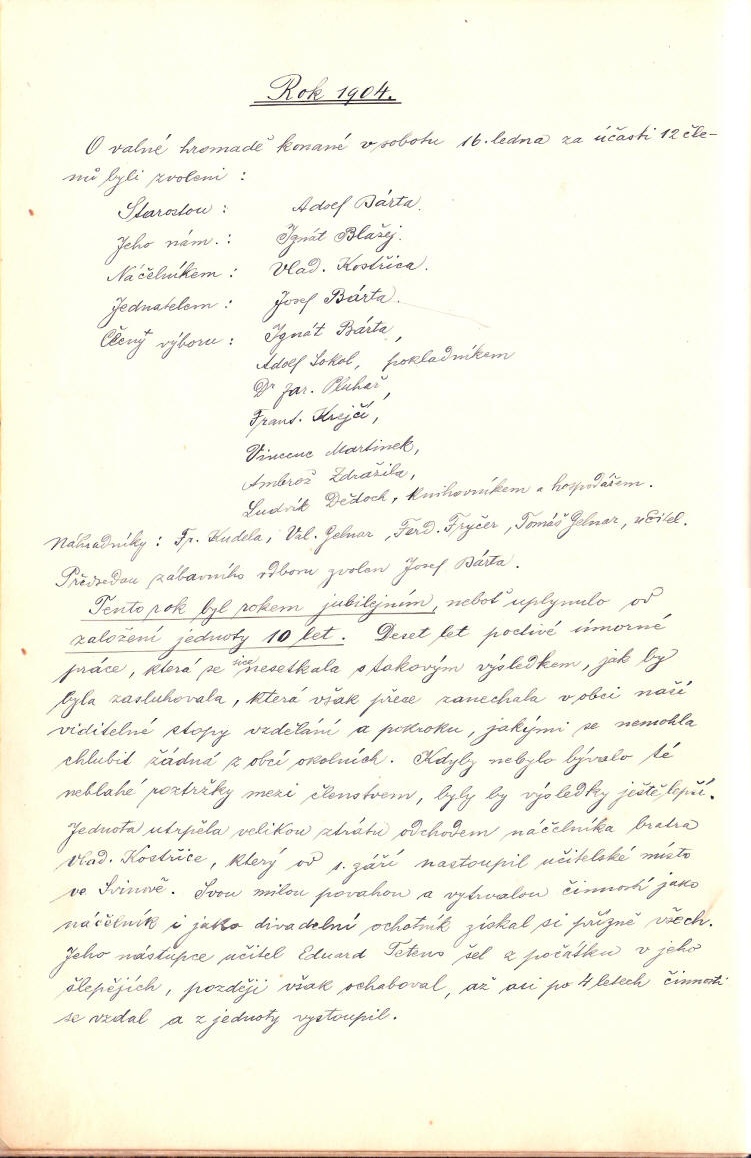 Rok 1904.
O valné hromadě konané v sobotu 16. ledna za účasti 12 čle-
nů byli zvoleni :
Starostou : Adolf Bárta.
Jeho nám. : Ignát Blažej.
Náčelníkem : Vlad. Kostřica.
Jednatelem : Josef Bárta.
Členy výboru : Ignát Bárta,
Adolf Sokol, pokladníkem
Dr Jar. Pluhař,
Frant. Krejčí,
Vincenc Martinek,
Ambrož Zdražila,
Ludvík Dědoch, knihovníkem a hospodářem.
Náhradníky : Fr. Kudela, Val. Gelnar, Ferd. Fryčer, Tomáš Gelnar, učitel.
Předsedou zábavního odboru zvolen Josef Bárta.
Tento rok byl rokem jubilejním, neboť uplynulo od
založení jednoty 10 let. Deset let poctivé úmorné
práce, která se sice nesetkala s takovým výsledkem, jak by
byla zasluhovala, která však přeze zanechala v obci naší
viditelné stopy vzdělání a pokroku, jakými se nemohla
chlubit žádná z obcí okolních. Kdyby nebylo bývalo té
neblahé roztržky mezi členstvem, byly by výsledky ještě lepší.
Jednota utrpěla velikou ztrátu odchodem náčelníka bratra
Vlad. Kostřice, který od 1. září nastoupil učitelské místo
ve Svinově. Svou milou povahou a vytrvalou činností jako
náčelník i jako divadelní ochotník získal si přízně všech.
Jeho nástupce učitel Eduard Tetens šel z počátku v jeho
šlepějích, později však ochaboval, až asi po 4 letech činnosti
se vzdal a z jednoty vystoupil.